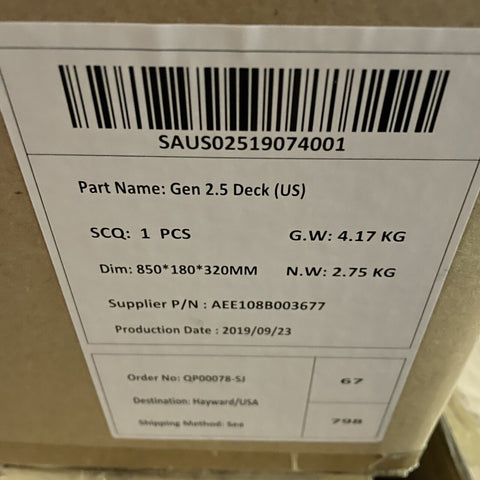 SAUS02519074001
Part Name: Gen 2.5 Deck (US)
SCQ: 1 PCS G.W: 4.17 KG
Dim: 850*180*320MM N.W: 2.75 KG
Supplier P/N : AEE108B003677
Production Date : 2019/09/23
Order No: QP00078-SJ 67
Destination: Hayward/USA
Shipping Method: Sea 798